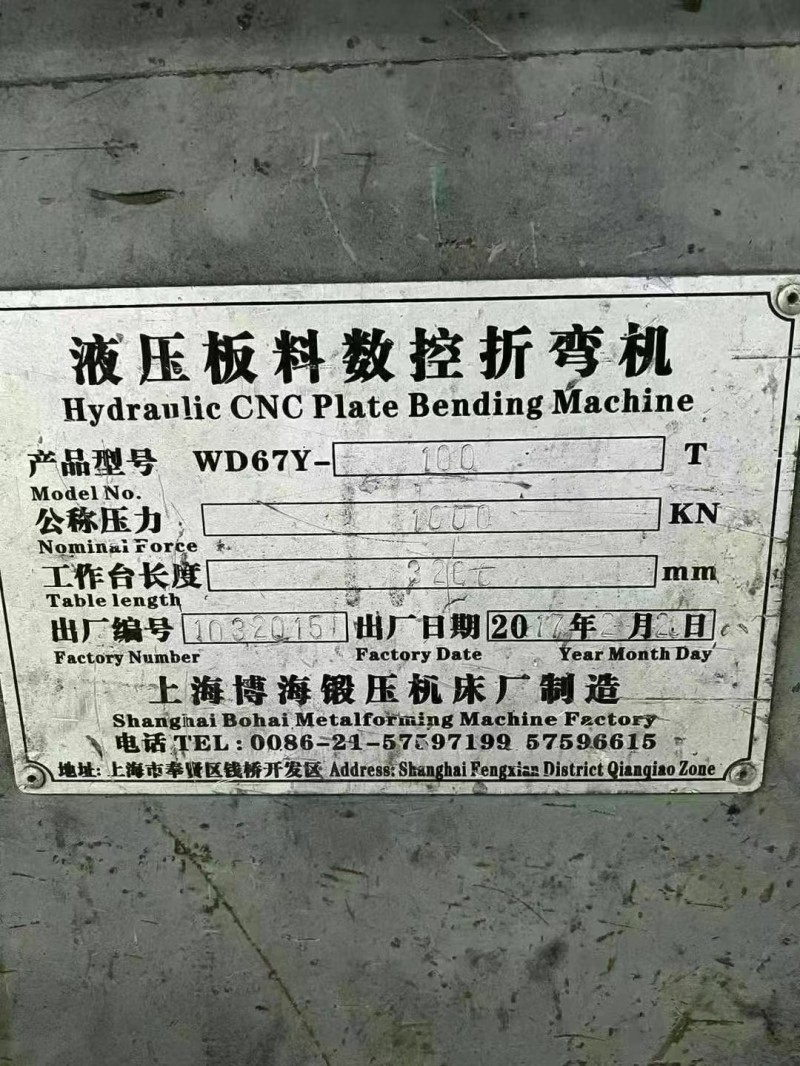 液压板料数控折弯机
Hydraulic CNC Plate Bending Machine
产品型号 WD67Y- 100 T
Model No.
公称压力 1000 KN
Nominal Force
工作台长度 mm
Table length
出厂编号 出厂日期 2017年 月 日
Factory Number Factory Date Year Month Day
上海博海锻压机床厂制造
Shanghai Bohai Metalforming Machine Factory
电话 TEL: 0086-21-57597199 57596615
地址: 上海市奉贤区钱桥开发区 Address: Shanghai Fengxian District Qianqiao Zone